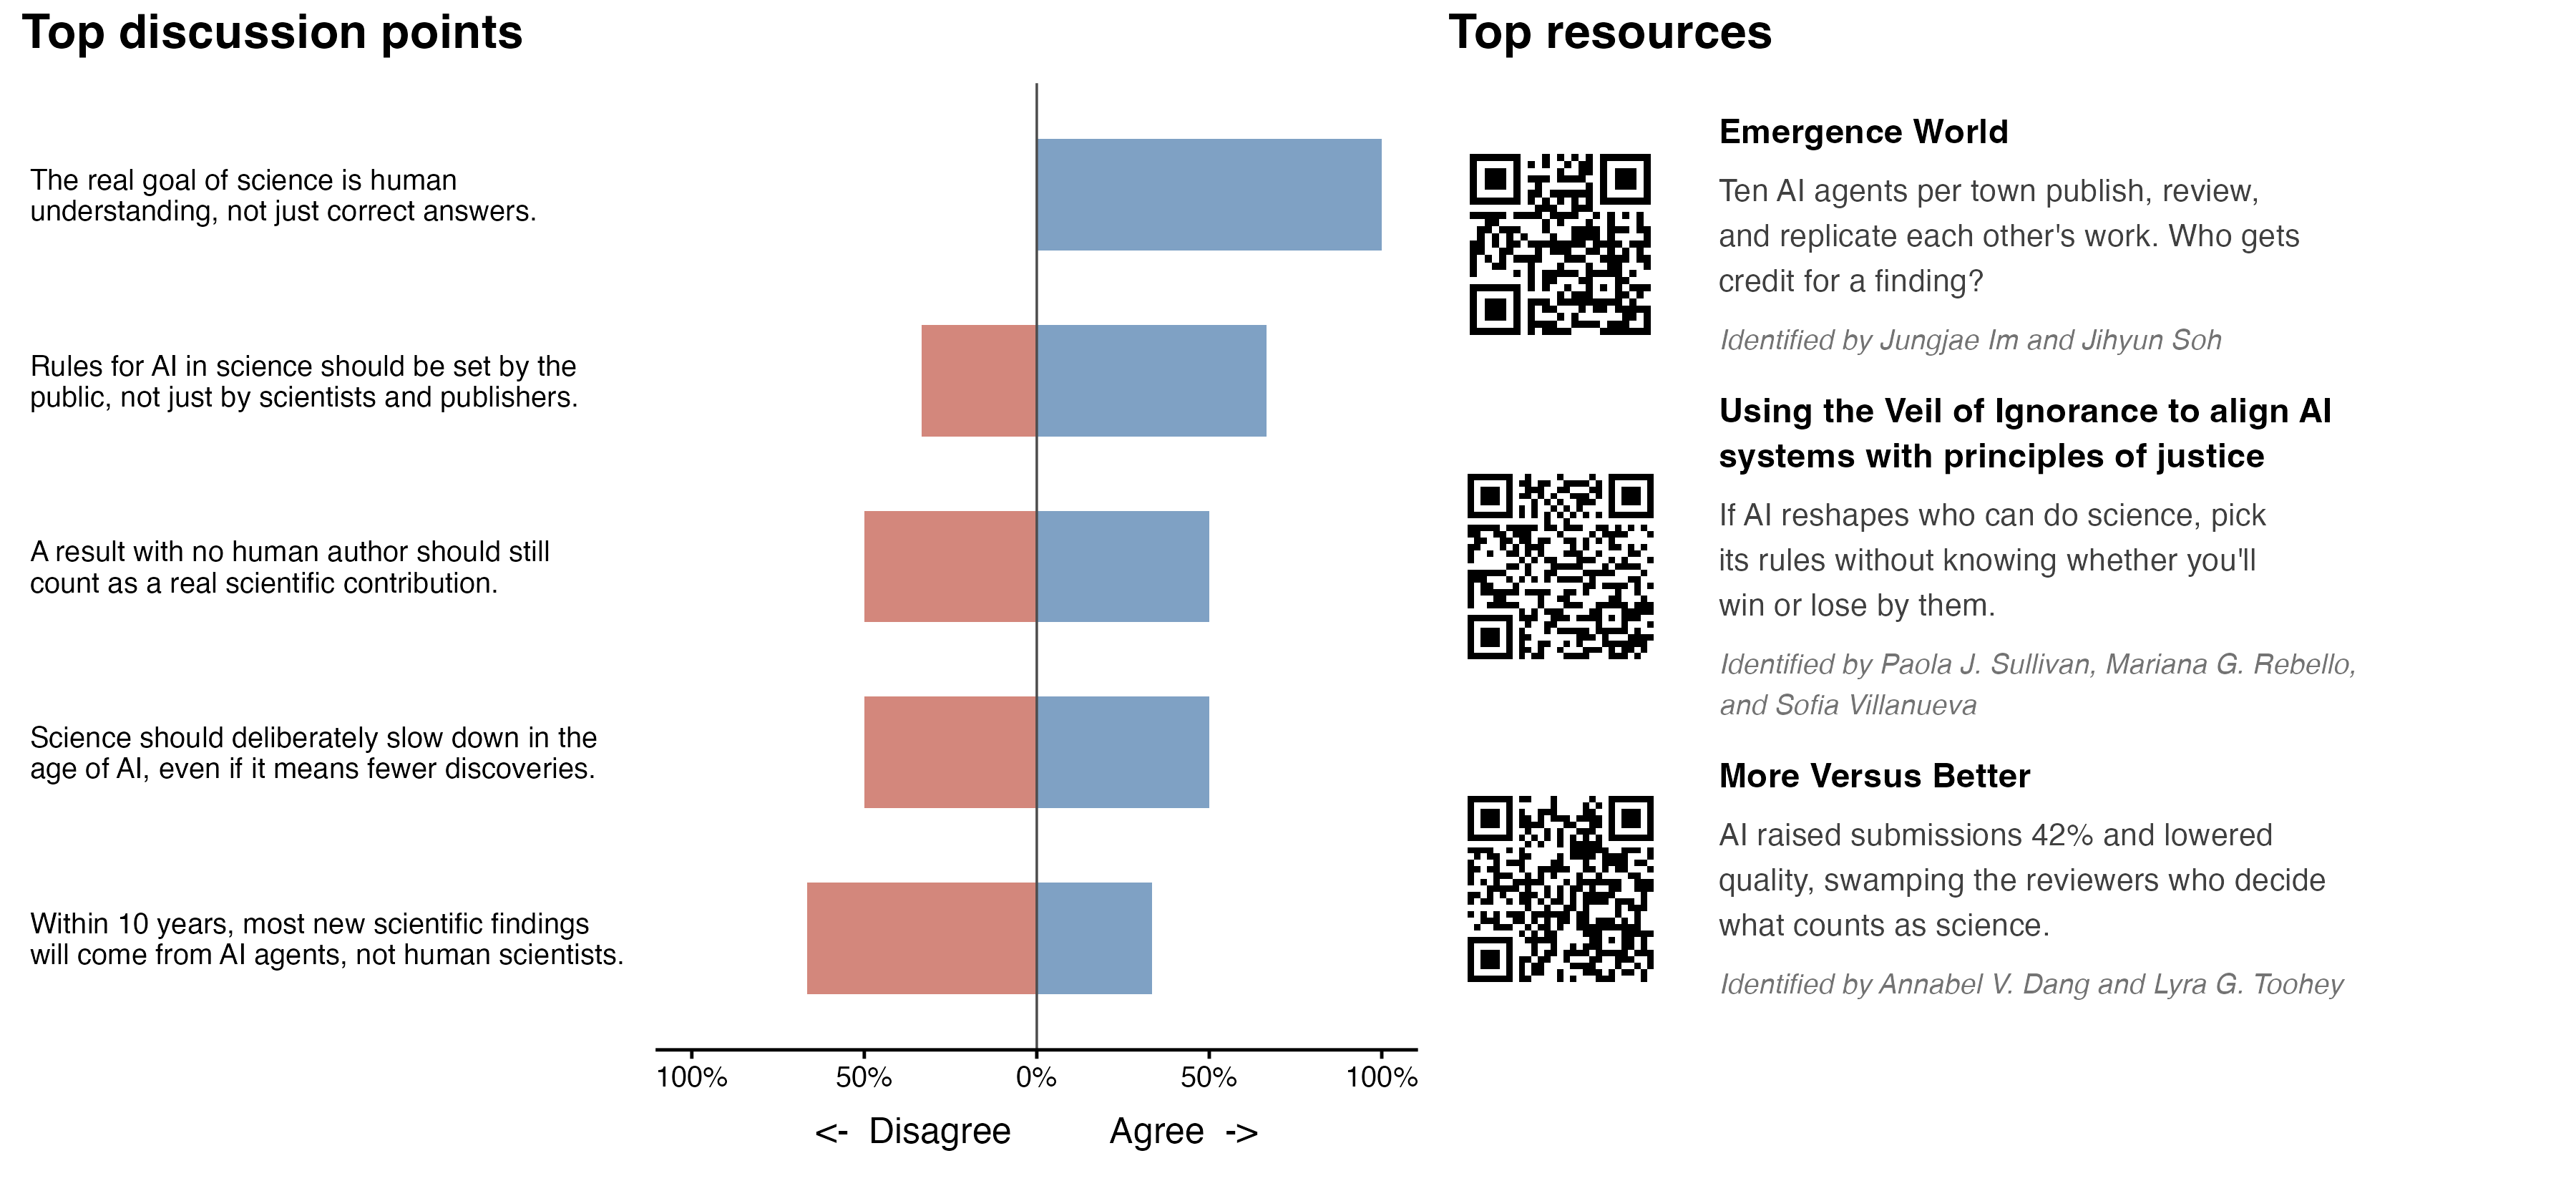 Top discussion points
The real goal of science is human
understanding, not just correct answers.
Rules for AI in science should be set by the
public, not just by scientists and publishers.
A result with no human author should still
count as a real scientific contribution.
Science should deliberately slow down in the
age of AI, even if it means fewer discoveries.
Within 10 years, most new scientific findings
will come from AI agents, not human scientists.
100%
50%
0%
50%
100%
<- Disagree
Agree ->
Top resources
Emergence World
Ten AI agents per town publish, review,
and replicate each other's work. Who gets
credit for a finding?
Identified by Jungjae Im and Jihyun Soh
Using the Veil of Ignorance to align AI
systems with principles of justice
If AI reshapes who can do science, pick
its rules without knowing whether you'll
win or lose by them.
Identified by Paola J. Sullivan, Mariana G. Rebello,
and Sofia Villanueva
More Versus Better
AI raised submissions 42% and lowered
quality, swamping the reviewers who decide
what counts as science.
Identified by Annabel V. Dang and Lyra G. Toohey